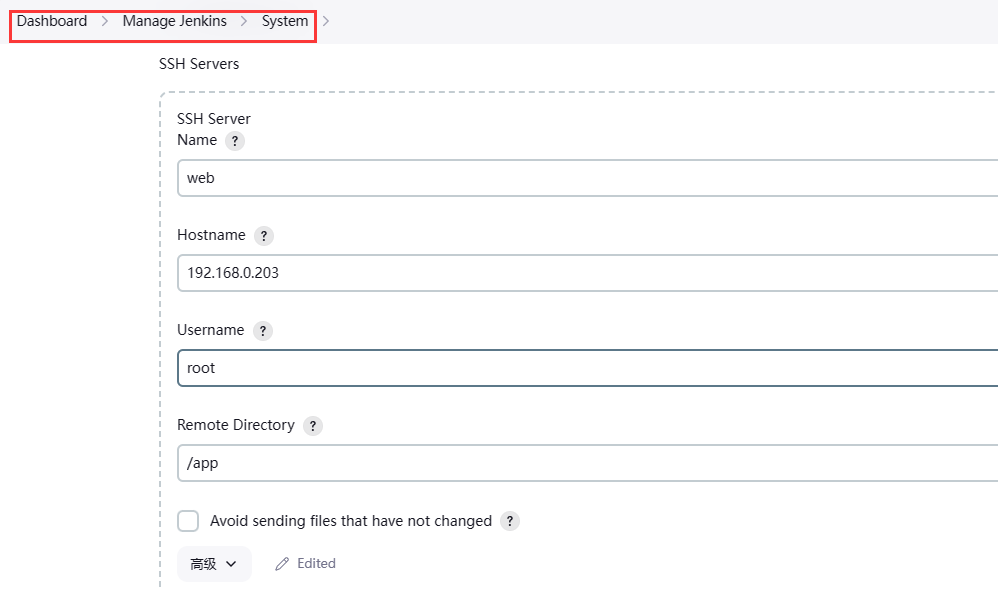 Dashboard > Manage Jenkins > System >
SSH Servers
SSH Server
Name ?
web
Hostname ?
192.168.0.203
Username ?
root
Remote Directory ?
/app
Avoid sending files that have not changed ?
高级 Edited